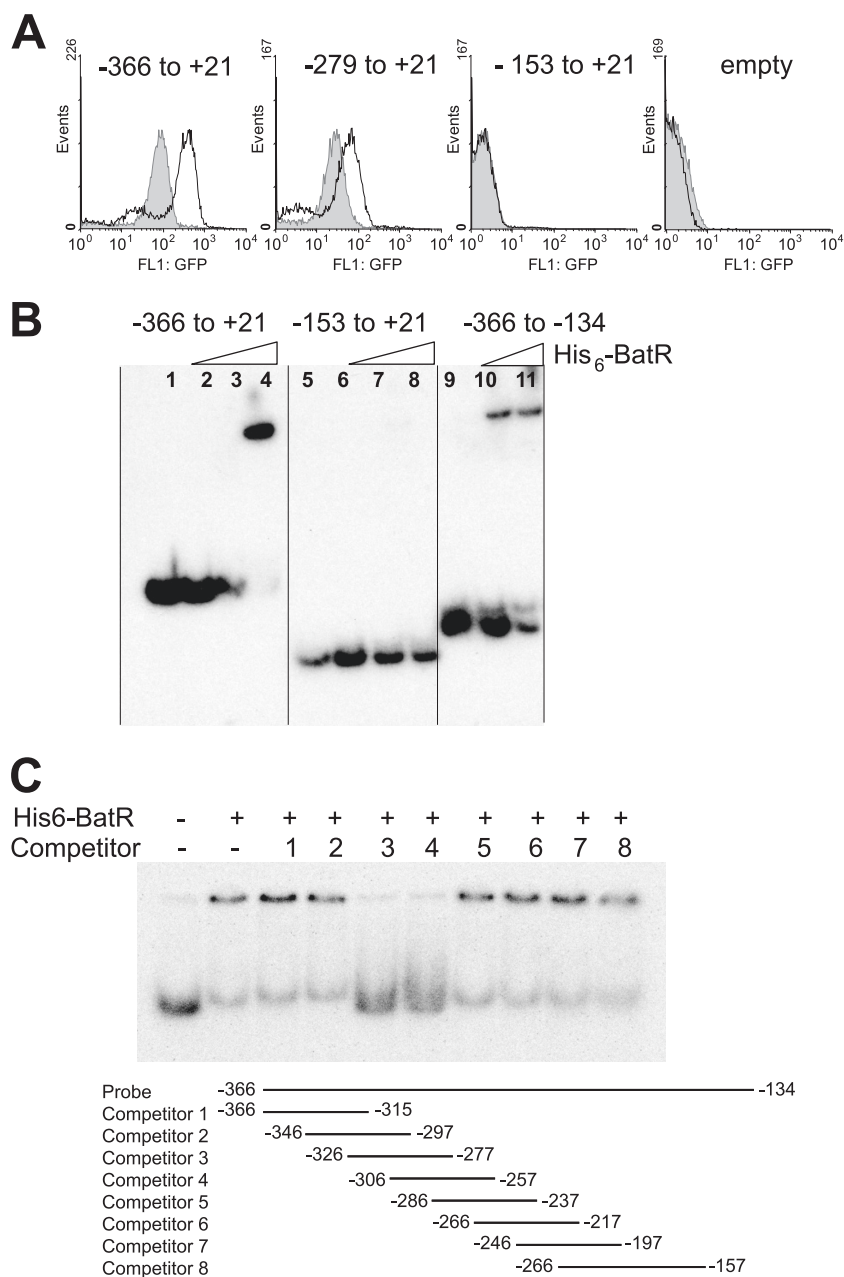 A
-366 to +21
-279 to +21
- 153 to +21
empty
226
167
167
169
Events
Events
Events
Events
0
0
0
0
10^0 10^1 10^2 10^3 10^4
10^0 10^1 10^2 10^3 10^4
10^0 10^1 10^2 10^3 10^4
10^0 10^1 10^2 10^3 10^4
FL1: GFP
FL1: GFP
FL1: GFP
FL1: GFP
B
-366 to +21
-153 to +21
-366 to -134
His6-BatR
1 2 3 4 5 6 7 8 9 10 11
C
His6-BatR - + + + + + + + + +
Competitor - - 1 2 3 4 5 6 7 8
Probe -366 -134
Competitor 1 -366 -315
Competitor 2 -346 -297
Competitor 3 -326 -277
Competitor 4 -306 -257
Competitor 5 -286 -237
Competitor 6 -266 -217
Competitor 7 -246 -197
Competitor 8 -266 -157